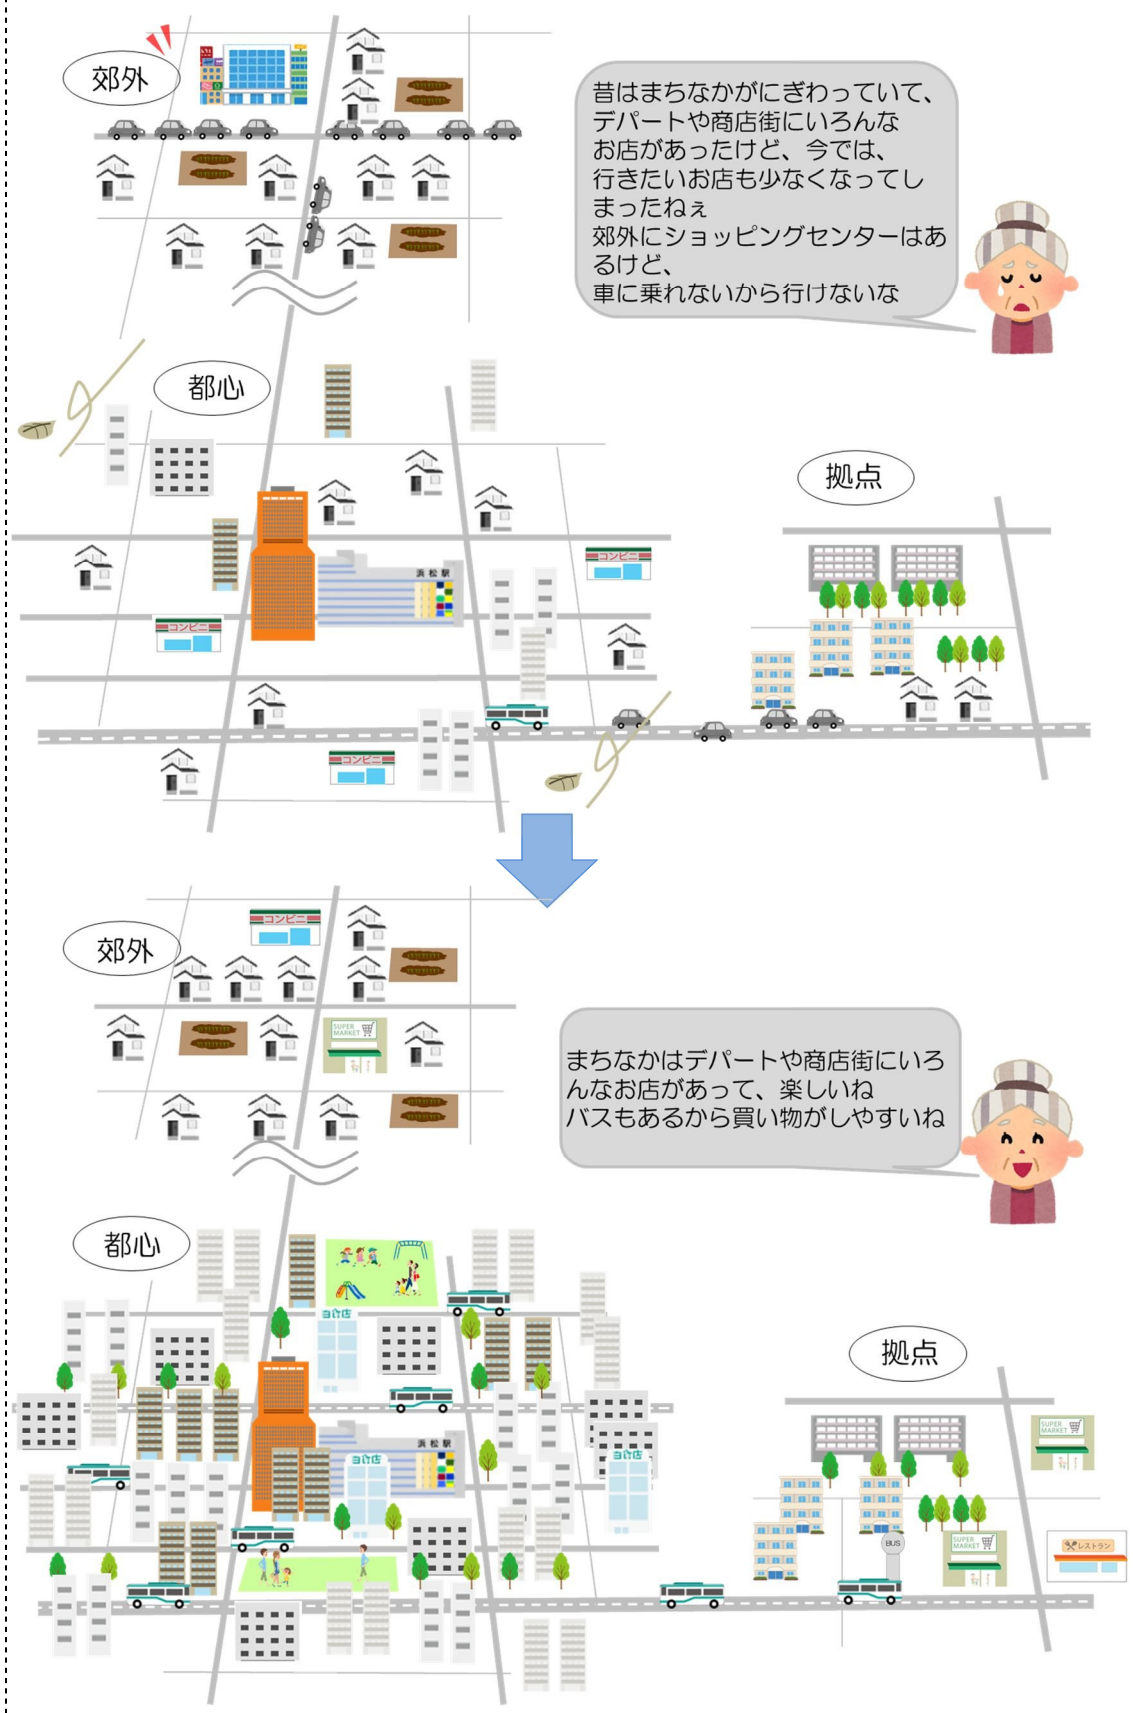 郊外
昔はまちなかがにぎわっていて、
デパートや商店街にいろんな
お店があったけど、今では、
行きたいお店も少なくなってし
まったねぇ
郊外にショッピングセンターはあ
るけど、
車に乗れないから行けないな
都心
拠点
浜松駅
コンビニ
コンビニ
コンビニ
郊外
コンビニ
SUPER
MARKET
まちなかはデパートや商店街にいろ
んなお店があって、楽しいね
バスもあるから買い物がしやすいね
都心
拠点
浜松駅
SUPER
MARKET
BUS
SUPER
MARKET
レストラン